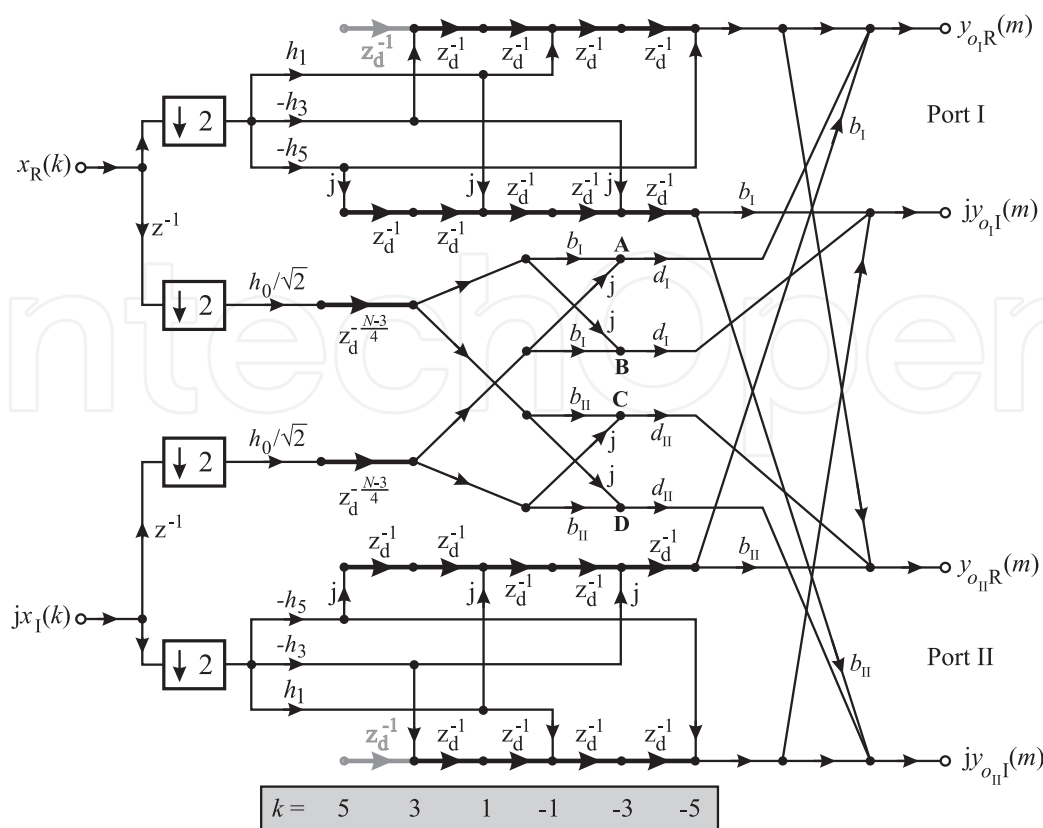 z_d^-1 z_d^-1 z_d^-1 z_d^-1 z_d^-1 y_{o_I R}(m)
h_1
-h_3
-h_5
↓ 2
Port I
b_I
x_R(k)
j j j
z_d^-1 z_d^-1 z_d^-1 z_d^-1 z_d^-1
b_I
jy_{o_I I}(m)
z^-1
b_I A d_I
j
↓ 2 h_0/√2
z_d^{-(N-3)/4}
j
b_I B d_I
b_II C d_II
j
↓ 2 h_0/√2
z_d^{-(N-3)/4}
j
b_II D d_II
z^-1
z_d^-1 z_d^-1 z_d^-1 z_d^-1 z_d^-1
b_II
y_{o_II R}(m)
j j j
jx_I(k)
-h_5
-h_3
h_1
↓ 2
Port II
b_II
z_d^-1 z_d^-1 z_d^-1 z_d^-1 z_d^-1 jy_{o_II I}(m)
k = 5 3 1 -1 -3 -5
ntechOpen